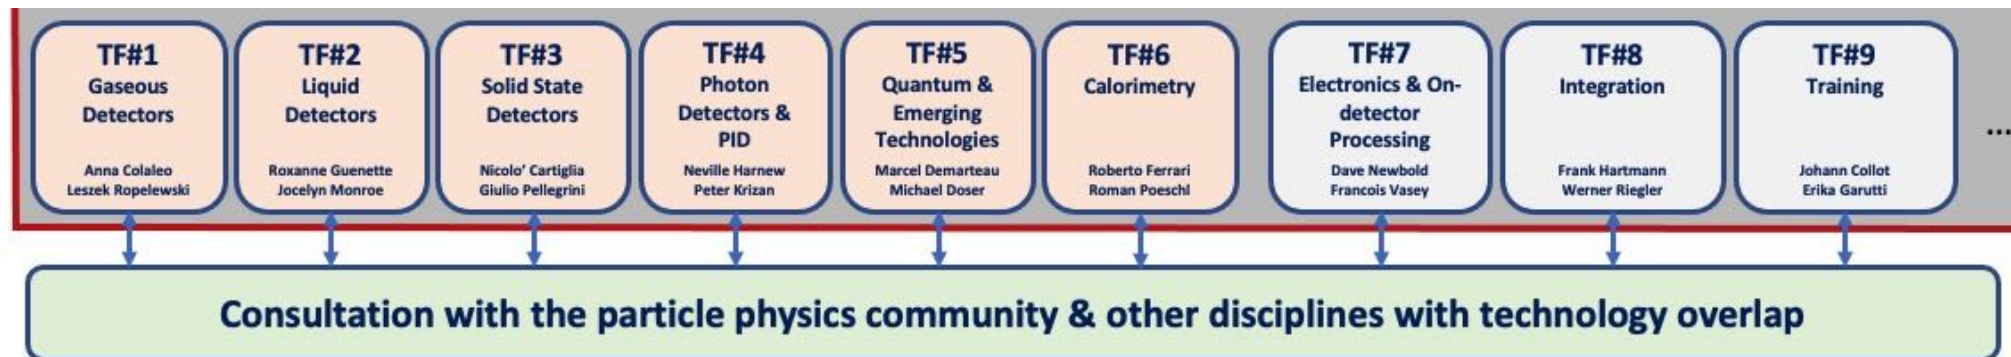 TF#1
Gaseous
Detectors
Anna Colaleo
Leszek Ropelewski
TF#2
Liquid
Detectors
Roxanne Guenette
Jocelyn Monroe
TF#3
Solid State
Detectors
Nicolo’ Cartiglia
Giulio Pellegrini
TF#4
Photon
Detectors &
PID
Neville Harnew
Peter Krizan
TF#5
Quantum &
Emerging
Technologies
Marcel Demarteau
Michael Doser
TF#6
Calorimetry
Roberto Ferrari
Roman Poeschl
TF#7
Electronics & On-
detector
Processing
Dave Newbold
Francois Vasey
TF#8
Integration
Frank Hartmann
Werner Riegler
TF#9
Training
Johann Collot
Erika Garutti
...
Consultation with the particle physics community & other disciplines with technology overlap